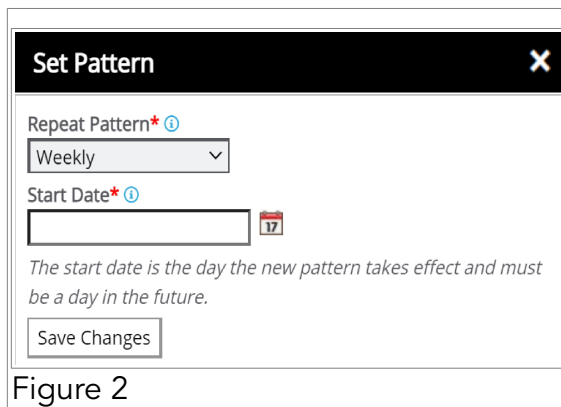 Set Pattern
Repeat Pattern*
Weekly
Start Date*
17
The start date is the day the new pattern takes effect and must
be a day in the future.
Save Changes
Figure 2